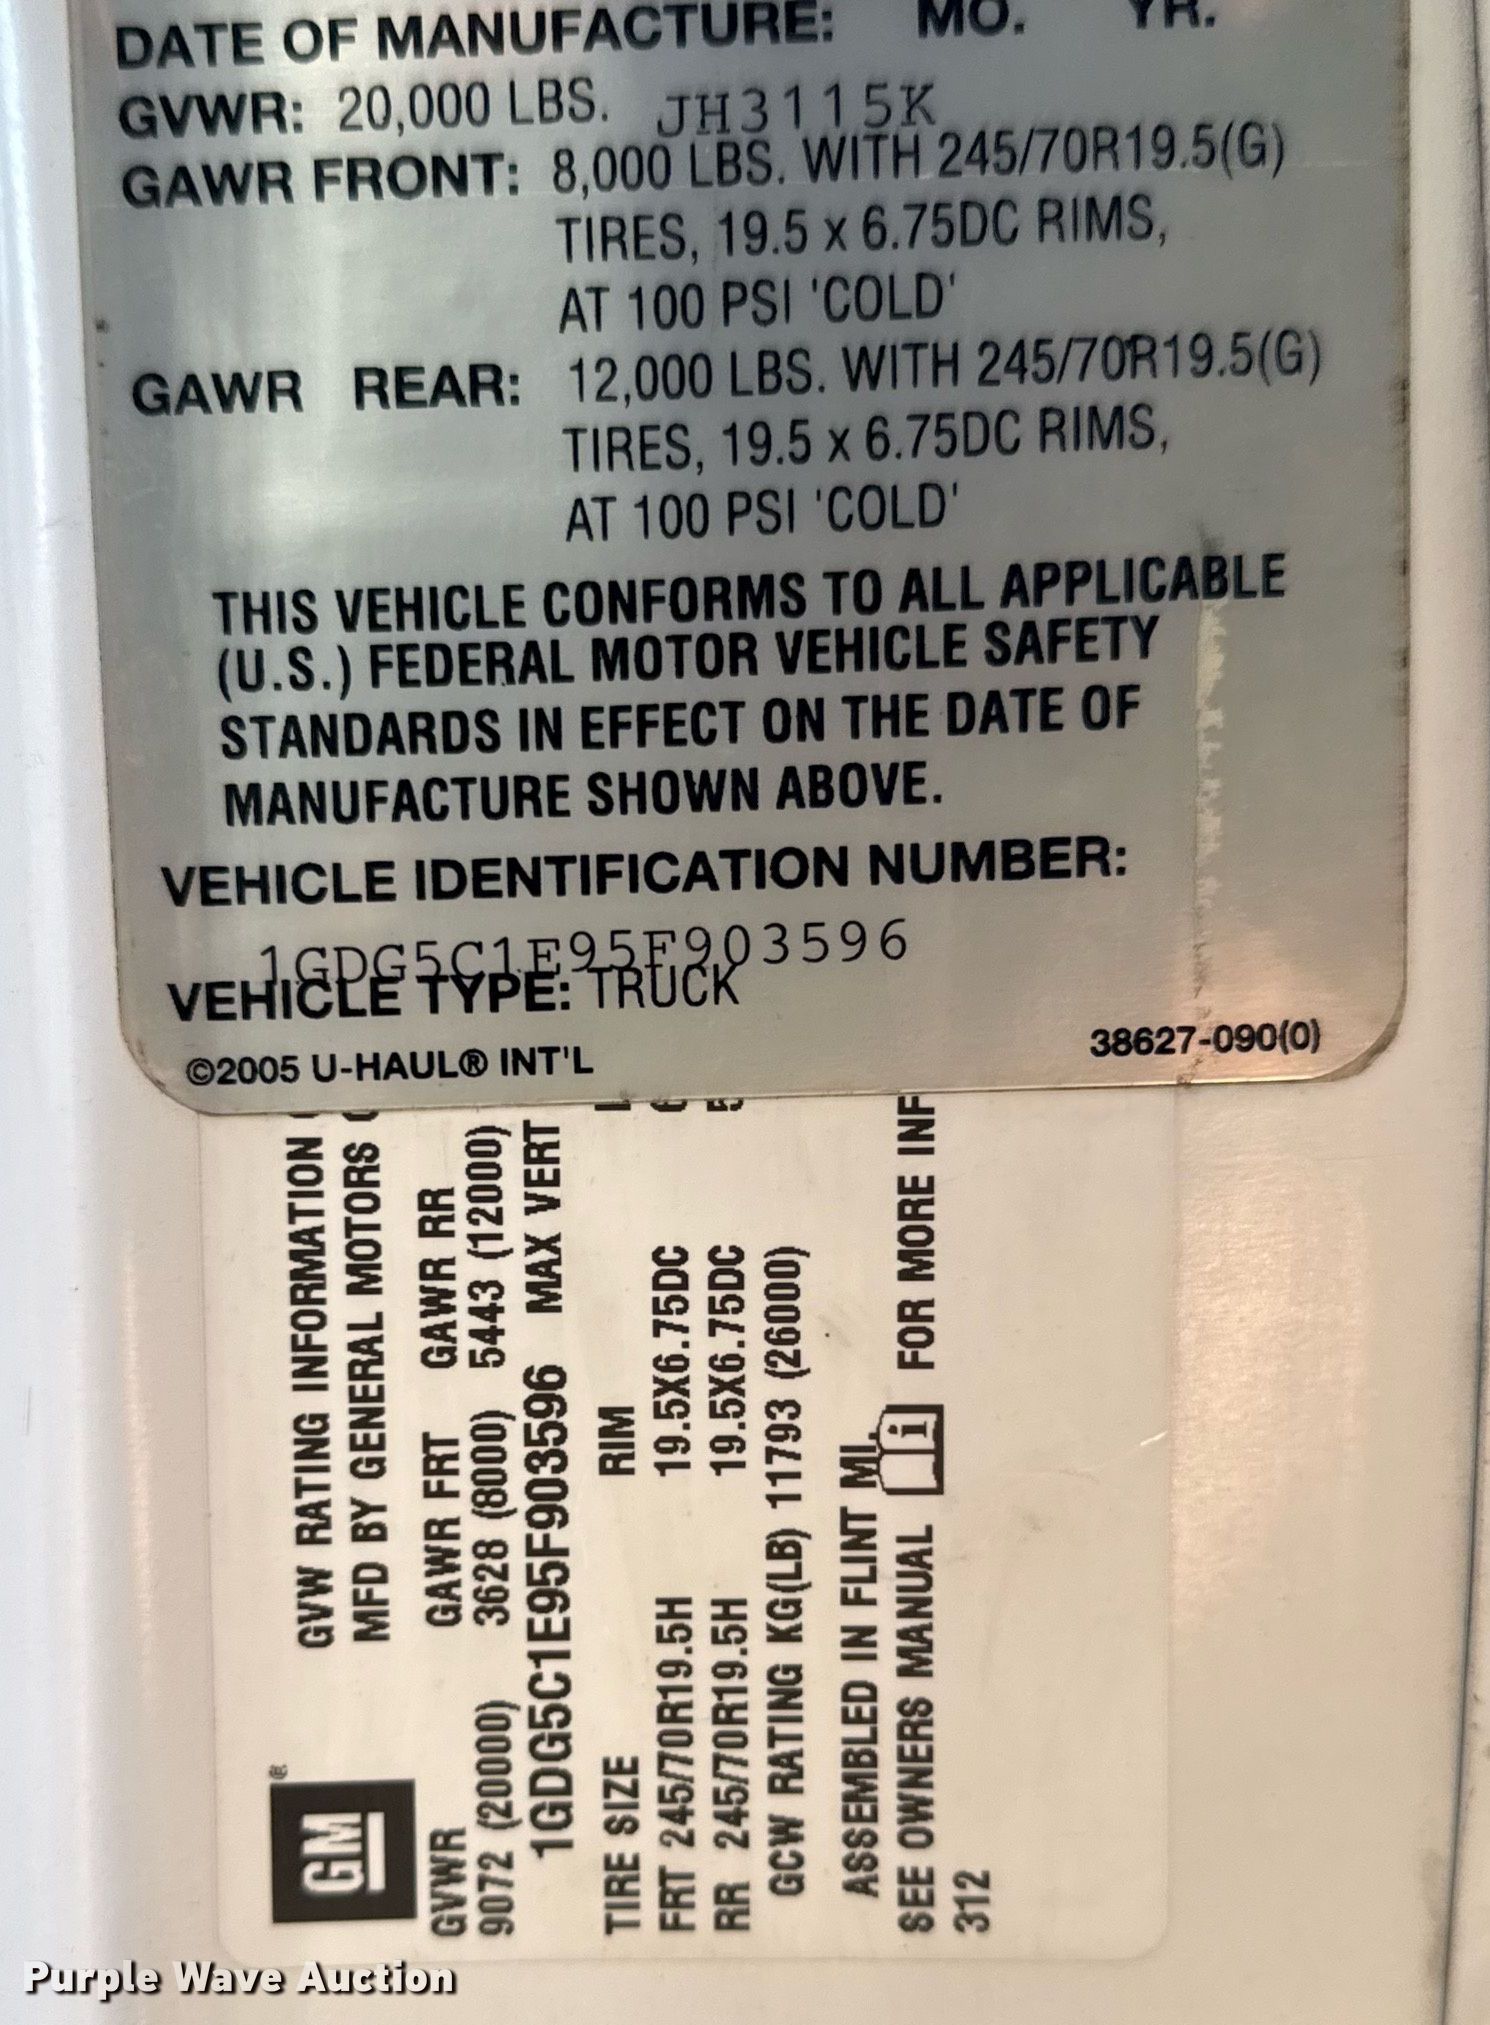 DATE OF MANUFACTURE: MO. YR.
GVWR: 20,000 LBS. JH3115K
GAWR FRONT: 8,000 LBS. WITH 245/70R19.5(G)
TIRES, 19.5 x 6.75DC RIMS,
AT 100 PSI 'COLD'
GAWR REAR: 12,000 LBS. WITH 245/70R19.5(G)
TIRES, 19.5 x 6.75DC RIMS,
AT 100 PSI 'COLD'
THIS VEHICLE CONFORMS TO ALL APPLICABLE
(U.S.) FEDERAL MOTOR VEHICLE SAFETY
STANDARDS IN EFFECT ON THE DATE OF
MANUFACTURE SHOWN ABOVE.
VEHICLE IDENTIFICATION NUMBER:
1GDG5C1E95F903596
VEHICLE TYPE: TRUCK
©2005 U-HAUL® INT'L 38627-090(0)
GM®
GVW RATING INFORMATION
MFD BY GENERAL MOTORS
GVWR GAWR FRT GAWR RR
9072 (20000) 3628 (8000) 5443 (12000)
1GDG5C1E95F903596 MAX VERT
TIRE SIZE RIM
FRT 245/70R19.5H 19.5X6.75DC
RR 245/70R19.5H 19.5X6.75DC
GCW RATING KG(LB) 11793 (26000)
ASSEMBLED IN FLINT MI.
SEE OWNERS MANUAL i FOR MORE INF
312
Purple Wave Auction